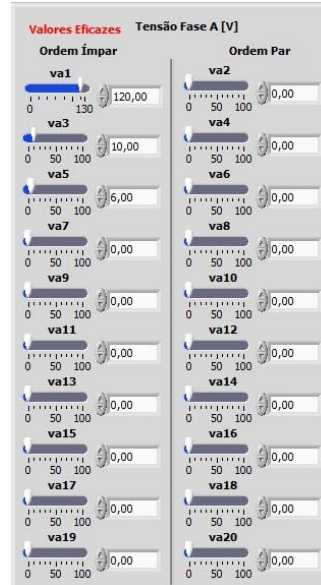 Valores Eficazes Tensão Fase A [V]
Ordem Ímpar Ordem Par
va1 va2
120,00 0,00
0 130 0 50 100
va3 va4
10,00 0,00
0 50 100 0 50 100
va5 va6
6,00 0,00
0 50 100 0 50 100
va7 va8
0,00 0,00
0 50 100 0 50 100
va9 va10
0,00 0,00
0 50 100 0 50 100
va11 va12
0,00 0,00
0 50 100 0 50 100
va13 va14
0,00 0,00
0 50 100 0 50 100
va15 va16
0,00 0,00
0 50 100 0 50 100
va17 va18
0,00 0,00
0 50 100 0 50 100
va19 va20
0,00 0,00
0 50 100 0 50 100